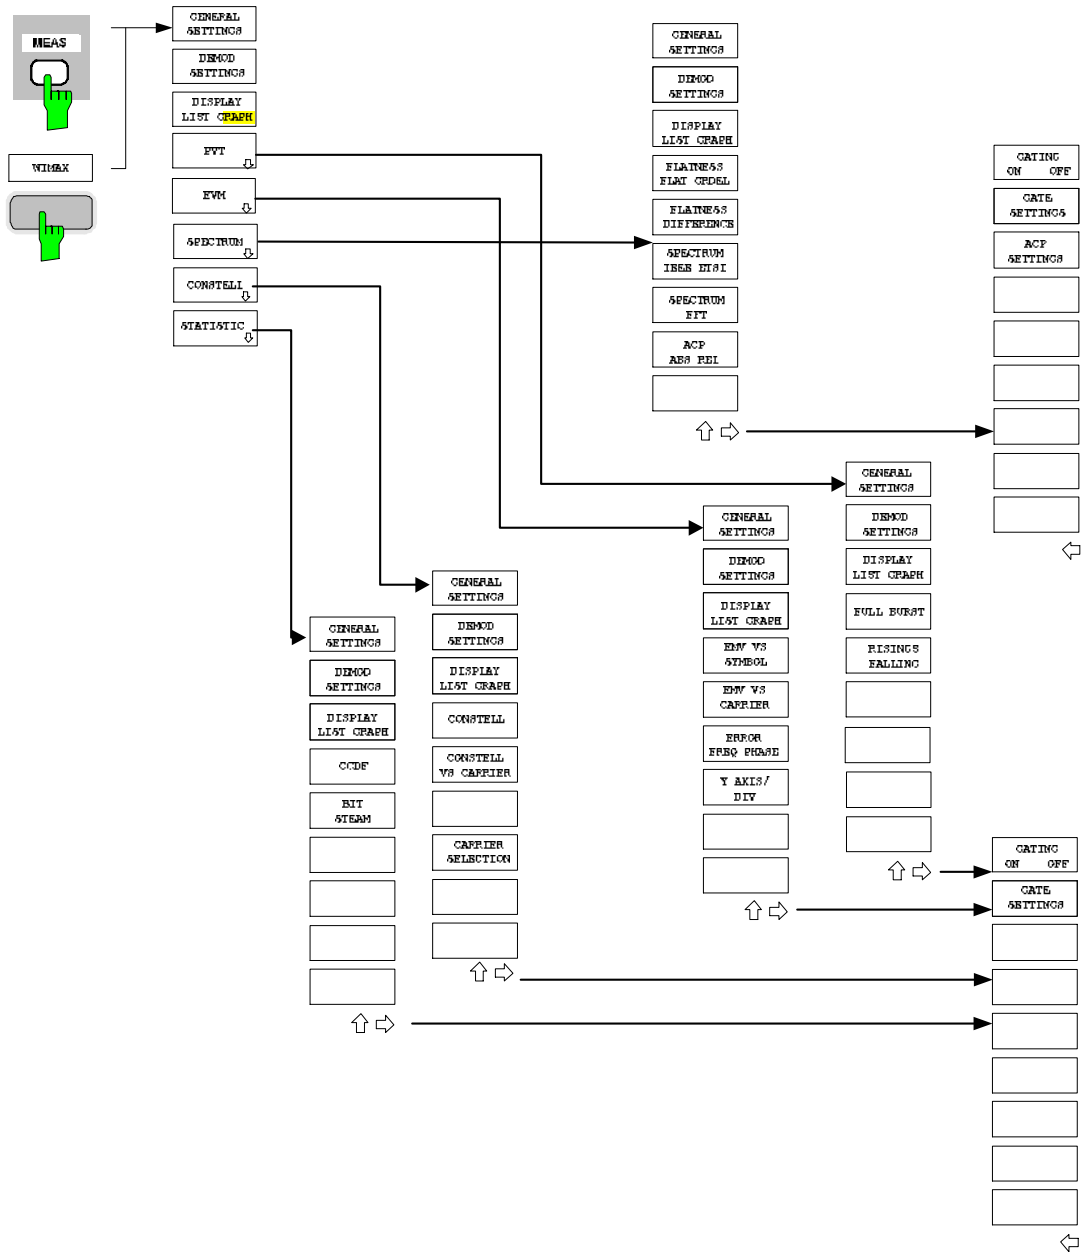 MEAS
WIMAX
GENERAL
SETTINGS
DEMOD
SETTINGS
DISPLAY
LIST GRAPH
PVT
EVM
SPECTRUM
CONSTELL
STATISTIC
GENERAL
SETTINGS
DEMOD
SETTINGS
DISPLAY
LIST GRAPH
FLATNESS
FLAT GRDEL
FLATNESS
DIFFERENCE
SPECTRUM
IEEE ETSI
SPECTRUM
FFT
ACP
ABS REL
GATING
ON OFF
GATE
SETTINGS
ACP
SETTINGS
GENERAL
SETTINGS
DEMOD
SETTINGS
DISPLAY
LIST GRAPH
FULL BURST
RISING&
FALLING
GENERAL
SETTINGS
DEMOD
SETTINGS
DISPLAY
LIST GRAPH
EMV VS
SYMBOL
EMV VS
CARRIER
ERROR
FREQ PHASE
Y AXIS/
DIV
GENERAL
SETTINGS
DEMOD
SETTINGS
DISPLAY
LIST GRAPH
CONSTELL
CONSTELL
VS CARRIER
CARRIER
SELECTION
GENERAL
SETTINGS
DEMOD
SETTINGS
DISPLAY
LIST GRAPH
CCDF
BIT
STEAM
GATING
ON OFF
GATE
SETTINGS